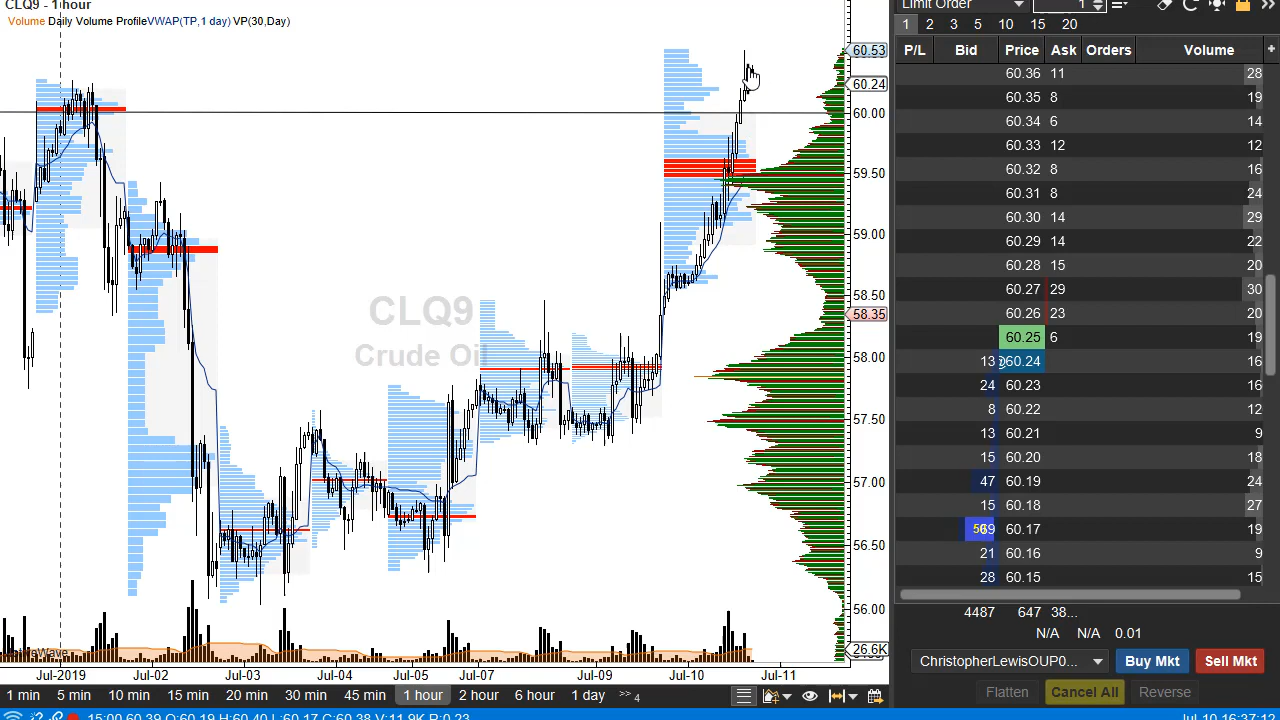 CLQ9 - 1 hour
Volume Daily Volume ProfileVWAP(TP,1 day) VP(30,Day)
CLQ9
Crude Oil
60.53
60.24
60.00
59.50
59.00
58.50
58.35
58.00
57.50
57.00
56.50
56.00
26.6K
Jul-2019 Jul-02 Jul-03 Jul-04 Jul-05 Jul-07 Jul-09 Jul-10 Jul-11
1 min 5 min 10 min 15 min 20 min 30 min 45 min 1 hour 2 hour 6 hour 1 day >> 4
15:00 60.39 O:60.19 H:60.40 L:60.17 C:60.38 V:11.9K R:0.23
Limit Order 1
1 2 3 5 10 15 20
P/L Bid Price Ask Orders Volume +
60.36 11 28
60.35 8 19
60.34 6 14
60.33 12 12
60.32 8 16
60.31 8 24
60.30 14 29
60.29 14 22
60.28 15 20
60.27 29 30
60.26 23 20
60.25 6 19
13 60.24 16
24 60.23 16
8 60.22 12
13 60.21 9
15 60.20 18
47 60.19 24
15 60.18 27
60.17 19
21 60.16 9
28 60.15 15
4487 647 38...
N/A N/A 0.01
ChristopherLewisOUP0... Buy Mkt Sell Mkt
Flatten Cancel All Reverse
Jul-10 16:37:12